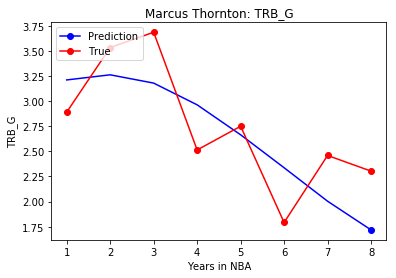 Marcus Thornton: TRB_G
Prediction
True
TRB_G
3.75
3.50
3.25
3.00
2.75
2.50
2.25
2.00
1.75
1 2 3 4 5 6 7 8
Years in NBA